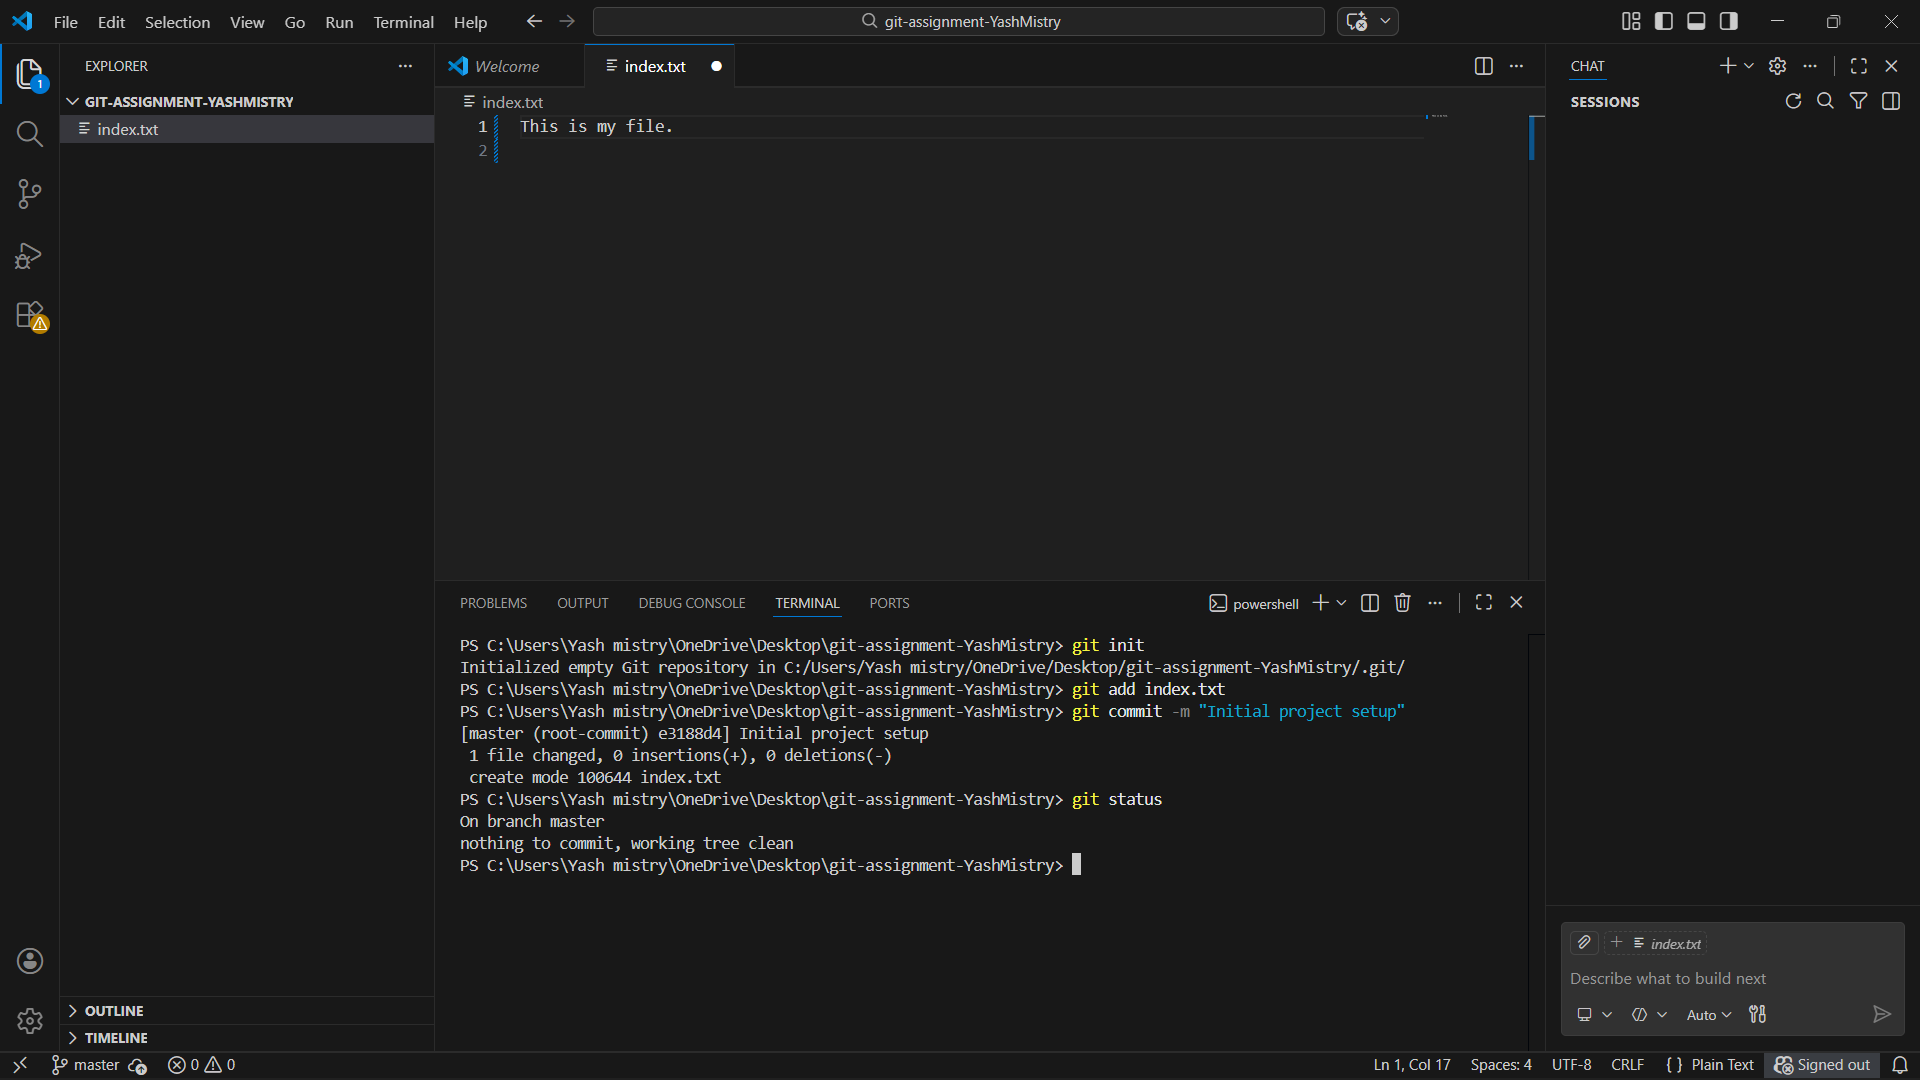 File Edit Selection View Go Run Terminal Help
git-assignment-YashMistry
EXPLORER
1
GIT-ASSIGNMENT-YASHMISTRY
index.txt
OUTLINE
TIMELINE
Welcome
index.txt
index.txt
1 This is my file.
2
PROBLEMS OUTPUT DEBUG CONSOLE TERMINAL PORTS
powershell
PS C:\Users\Yash mistry\OneDrive\Desktop\git-assignment-YashMistry> git init
Initialized empty Git repository in C:/Users/Yash mistry/OneDrive/Desktop/git-assignment-YashMistry/.git/
PS C:\Users\Yash mistry\OneDrive\Desktop\git-assignment-YashMistry> git add index.txt
PS C:\Users\Yash mistry\OneDrive\Desktop\git-assignment-YashMistry> git commit -m "Initial project setup"
[master (root-commit) e3188d4] Initial project setup
1 file changed, 0 insertions(+), 0 deletions(-)
create mode 100644 index.txt
PS C:\Users\Yash mistry\OneDrive\Desktop\git-assignment-YashMistry> git status
On branch master
nothing to commit, working tree clean
PS C:\Users\Yash mistry\OneDrive\Desktop\git-assignment-YashMistry>
CHAT
SESSIONS
index.txt
Describe what to build next
Auto
master 0 0
Ln 1, Col 17 Spaces: 4 UTF-8 CRLF {} Plain Text Signed out